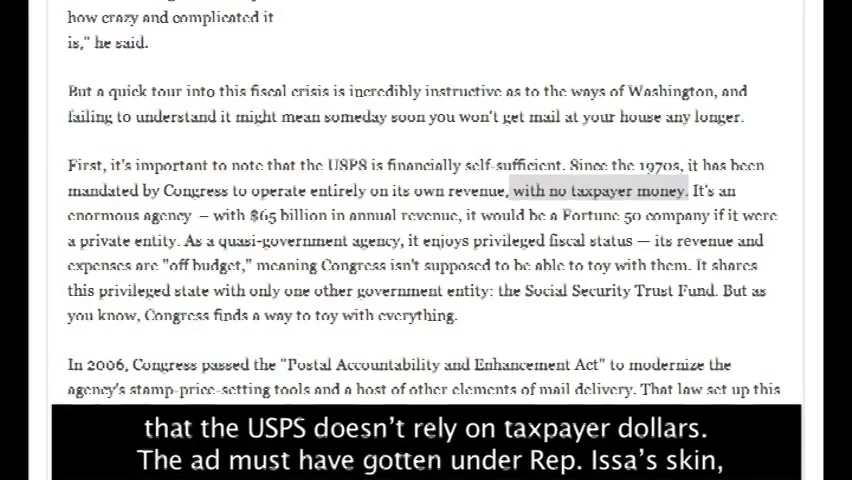 how crazy and complicated it
is," he said.
But a quick tour into this fiscal crisis is incredibly instructive as to the ways of Washington, and
failing to understand it might mean someday soon you won't get mail at your house any longer.
First, it's important to note that the USPS is financially self-sufficient. Since the 1970s, it has been
mandated by Congress to operate entirely on its own revenue, with no taxpayer money. It's an
enormous agency – with $65 billion in annual revenue, it would be a Fortune 50 company if it were
a private entity. As a quasi-government agency, it enjoys privileged fiscal status — its revenue and
expenses are "off budget," meaning Congress isn't supposed to be able to toy with them. It shares
this privileged state with only one other government entity: the Social Security Trust Fund. But as
you know, Congress finds a way to toy with everything.
In 2006, Congress passed the "Postal Accountability and Enhancement Act" to modernize the
agency's stamp-price-setting tools and a host of other elements of mail delivery. That law set up this
that the USPS doesn't rely on taxpayer dollars.
The ad must have gotten under Rep. Issa's skin,